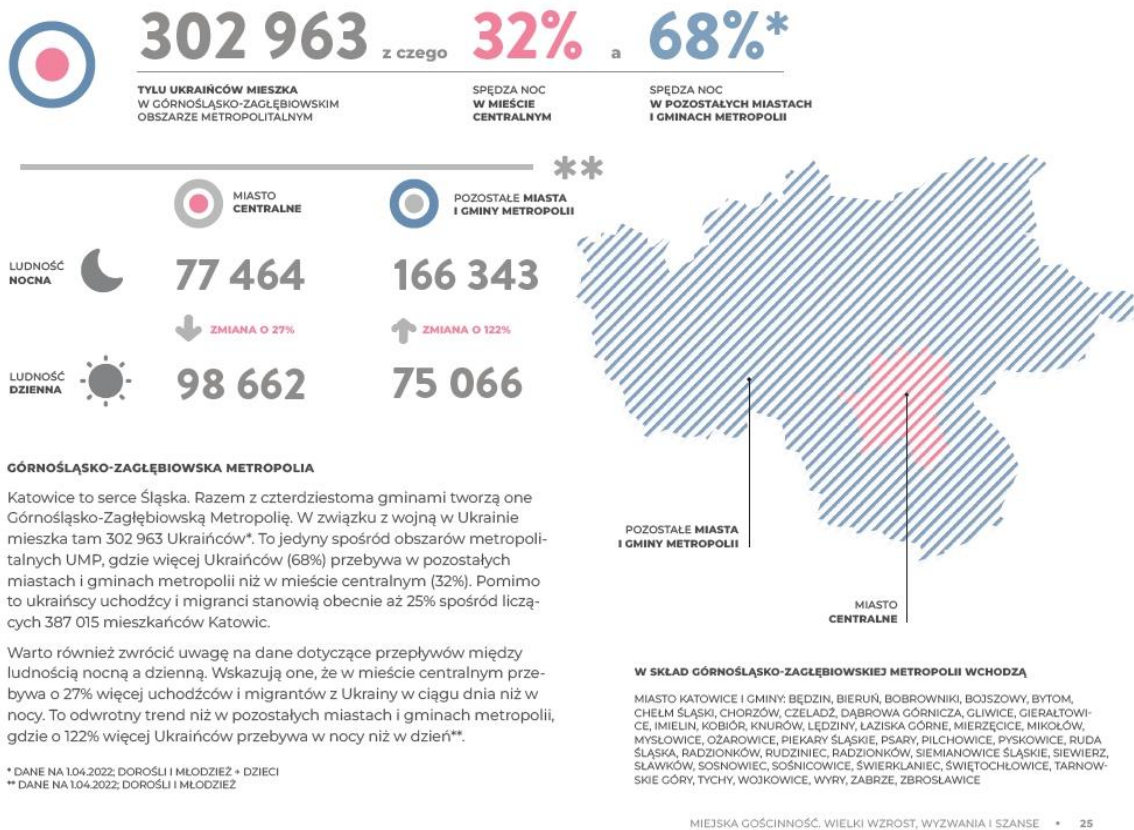 302 963 z czego 32% a 68%*
TYLU UKRAIŃCÓW MIESZKA
W GÓRNOŚLĄSKO-ZAGŁĘBIOWSKIM
OBSZARZE METROPOLITALNYM
SPĘDZA NOC
W MIEŚCIE
CENTRALNYM
SPĘDZA NOC
W POZOSTAŁYCH MIASTACH
I GMINACH METROPOLII
**
MIASTO
CENTRALNE
POZOSTAŁE MIASTA
I GMINY METROPOLII
LUDNOŚĆ
NOCNA
77 464
166 343
ZMIANA O 27%
ZMIANA O 122%
LUDNOŚĆ
DZIENNA
98 662
75 066
POZOSTAŁE MIASTA
I GMINY METROPOLII
MIASTO
CENTRALNE
GÓRNOŚLĄSKO-ZAGŁĘBIOWSKA METROPOLIA
Katowice to serce Śląska. Razem z czterdziestoma gminami tworzą one
Górnośląsko-Zagłębiowską Metropolię. W związku z wojną w Ukrainie
mieszka tam 302 963 Ukraińców*. To jedyny spośród obszarów metropoli-
talnych UMP, gdzie więcej Ukraińców (68%) przebywa w pozostałych
miastach i gminach metropolii niż w mieście centralnym (32%). Pomimo
to ukraińscy uchodźcy i migranci stanowią obecnie aż 25% spośród liczą-
cych 387 015 mieszkańców Katowic.
Warto również zwrócić uwagę na dane dotyczące przepływów między
ludnością nocną a dzienną. Wskazują one, że w mieście centralnym prze-
bywa o 27% więcej uchodźców i migrantów z Ukrainy w ciągu dnia niż w
nocy. To odwrotny trend niż w pozostałych miastach i gminach metropolii,
gdzie o 122% więcej Ukraińców przebywa w nocy niż w dzień**.
* DANE NA 1.04.2022; DOROŚLI I MŁODZIEŻ + DZIECI
** DANE NA 1.04.2022; DOROŚLI I MŁODZIEŻ
W SKŁAD GÓRNOŚLĄSKO-ZAGŁĘBIOWSKIEJ METROPOLII WCHODZĄ
MIASTO KATOWICE I GMINY: BĘDZIN, BIERUŃ, BOBROWNIKI, BOJSZOWY, BYTOM,
CHEŁM ŚLĄSKI, CHORZÓW, CZELADŹ, DĄBROWA GÓRNICZA, GLIWICE, GIERAŁTOWI-
CE, IMIELIN, KOBIÓR, KNURÓW, LĘDZINY, ŁAZISKA GÓRNE, MIERZĘCICE, MIKOŁÓW,
MYSŁOWICE, OŻAROWICE, PIEKARY ŚLĄSKIE, PSARY, PILCHOWICE, PYSKOWICE, RUDA
ŚLĄSKA, RADZIONKÓW, RUDZINIEC, RADZIONKÓW, SIEMIANOWICE ŚLĄSKIE, SIEWIERZ,
SŁAWKÓW, SOSNOWIEC, SOŚNICOWICE, ŚWIERKLANIEC, ŚWIĘTOCHŁOWICE, TARNOW-
SKIE GÓRY, TYCHY, WOJKOWICE, WYRY, ZABRZE, ZBROSŁAWICE
MIEJSKA GOŚCINNOŚĆ. WIELKI WZROST, WYZWANIA I SZANSE • 25